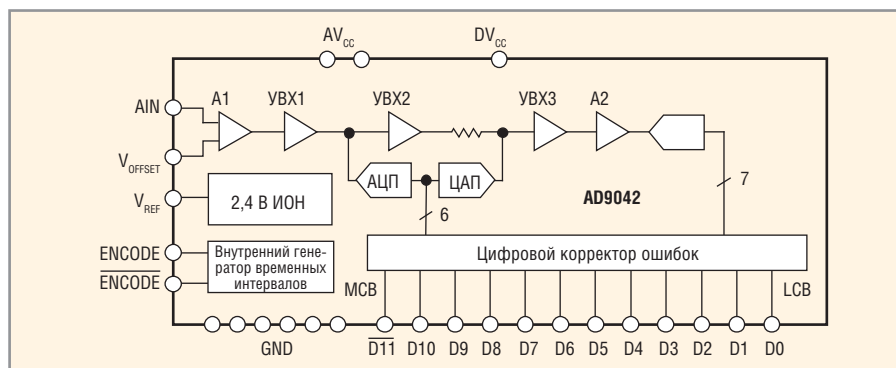 AVCC DVCC
A1 УВХ1 УВХ2 УВХ3 A2
AIN
VOFFSET
АЦП ЦАП
7
VREF
2,4 В ИОН
AD9042
6
ENCODE
Внутренний гене-
ратор временных
интервалов
Цифровой корректор ошибок
ENCODE
МСВ LCB
GND D11 D10 D9 D8 D7 D6 D5 D4 D3 D2 D1 D0